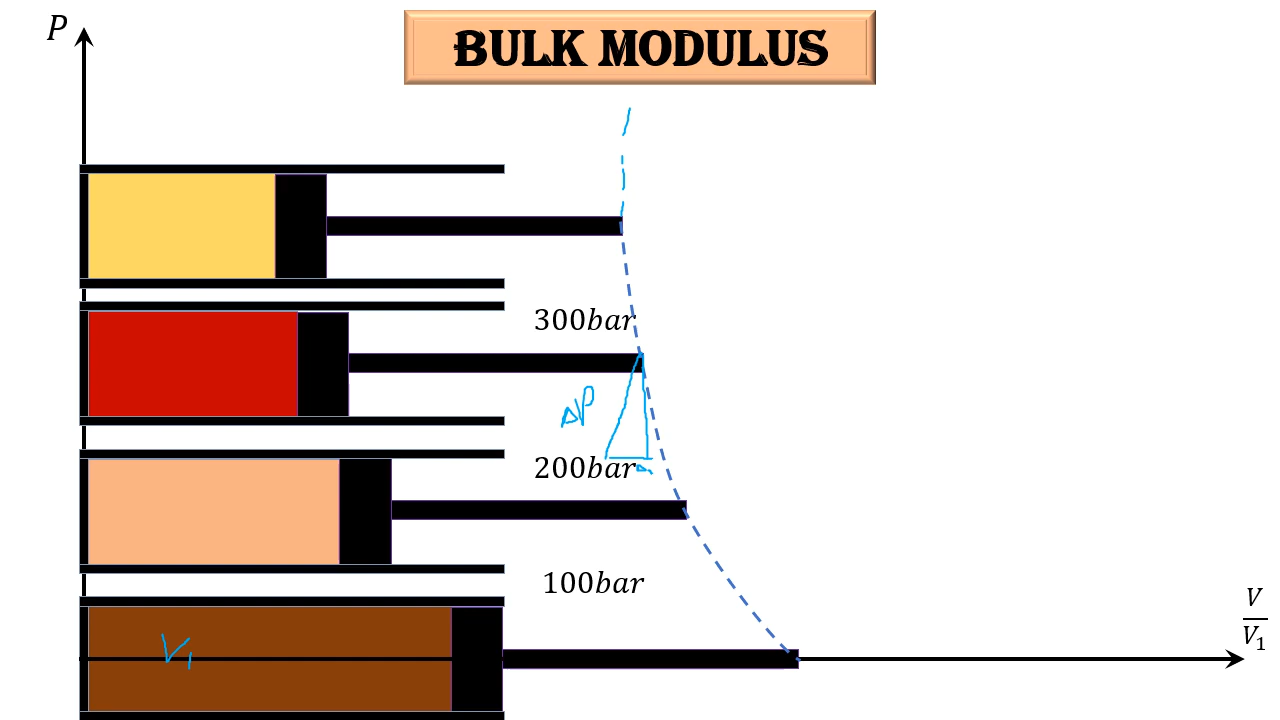 P
BULK MODULUS
300bar
ΔP
200bar
100bar
V
V₁
V₁